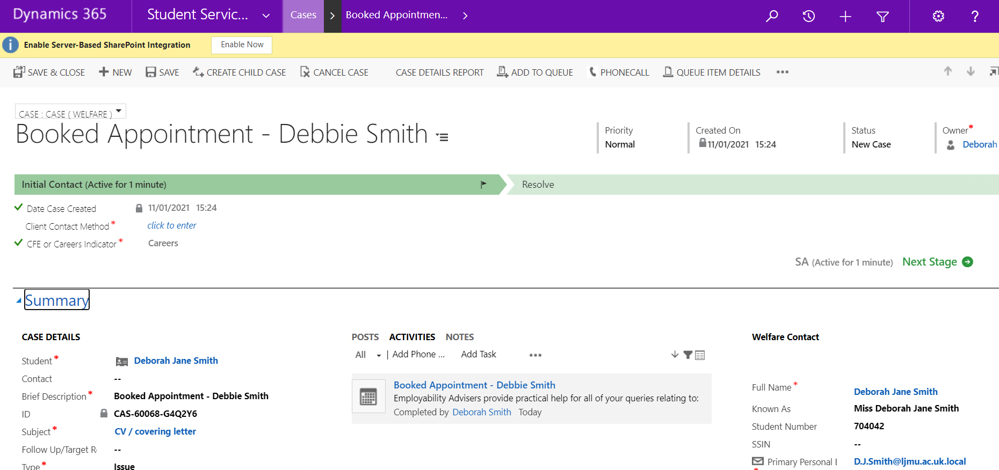 Dynamics 365 Student Servic... Cases Booked Appointmen...
Enable Server-Based SharePoint Integration Enable Now
SAVE & CLOSE NEW SAVE CREATE CHILD CASE CANCEL CASE CASE DETAILS REPORT ADD TO QUEUE PHONECALL QUEUE ITEM DETAILS •••
CASE : CASE ( WELFARE )
Booked Appointment - Debbie Smith
Priority
Normal
Created On
11/01/2021 15:24
Status
New Case
Owner*
Deborah
Initial Contact (Active for 1 minute) Resolve
Date Case Created 11/01/2021 15:24
Client Contact Method* click to enter
CFE or Careers Indicator* Careers
SA (Active for 1 minute) Next Stage
Summary
CASE DETAILS
Student* Deborah Jane Smith
Contact --
Brief Description* Booked Appointment - Debbie Smith
ID CAS-60068-G4Q2Y6
Subject* CV / covering letter
Follow Up/Target R --
Type* Issue
POSTS ACTIVITIES NOTES
All | Add Phone ... Add Task •••
Booked Appointment - Debbie Smith
Employability Advisers provide practical help for all of your queries relating to:
Completed by Deborah Smith Today
Welfare Contact
Full Name* Deborah Jane Smith
Known As Miss Deborah Jane Smith
Student Number 704042
SSIN --
Primary Personal E D.J.Smith@ljmu.ac.uk.local
*